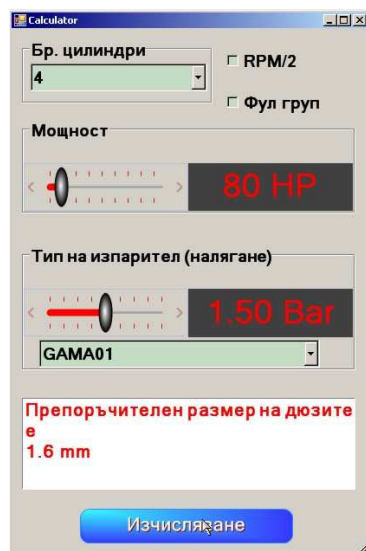 Calculator
Бр. цилиндри
4
RPM/2
Фул груп
Мощност
80 HP
Тип на изпарител (налягане)
1.50 Bar
GAMA01
Препоръчителен размер на дюзите
е
1.6 mm
Изчисляване